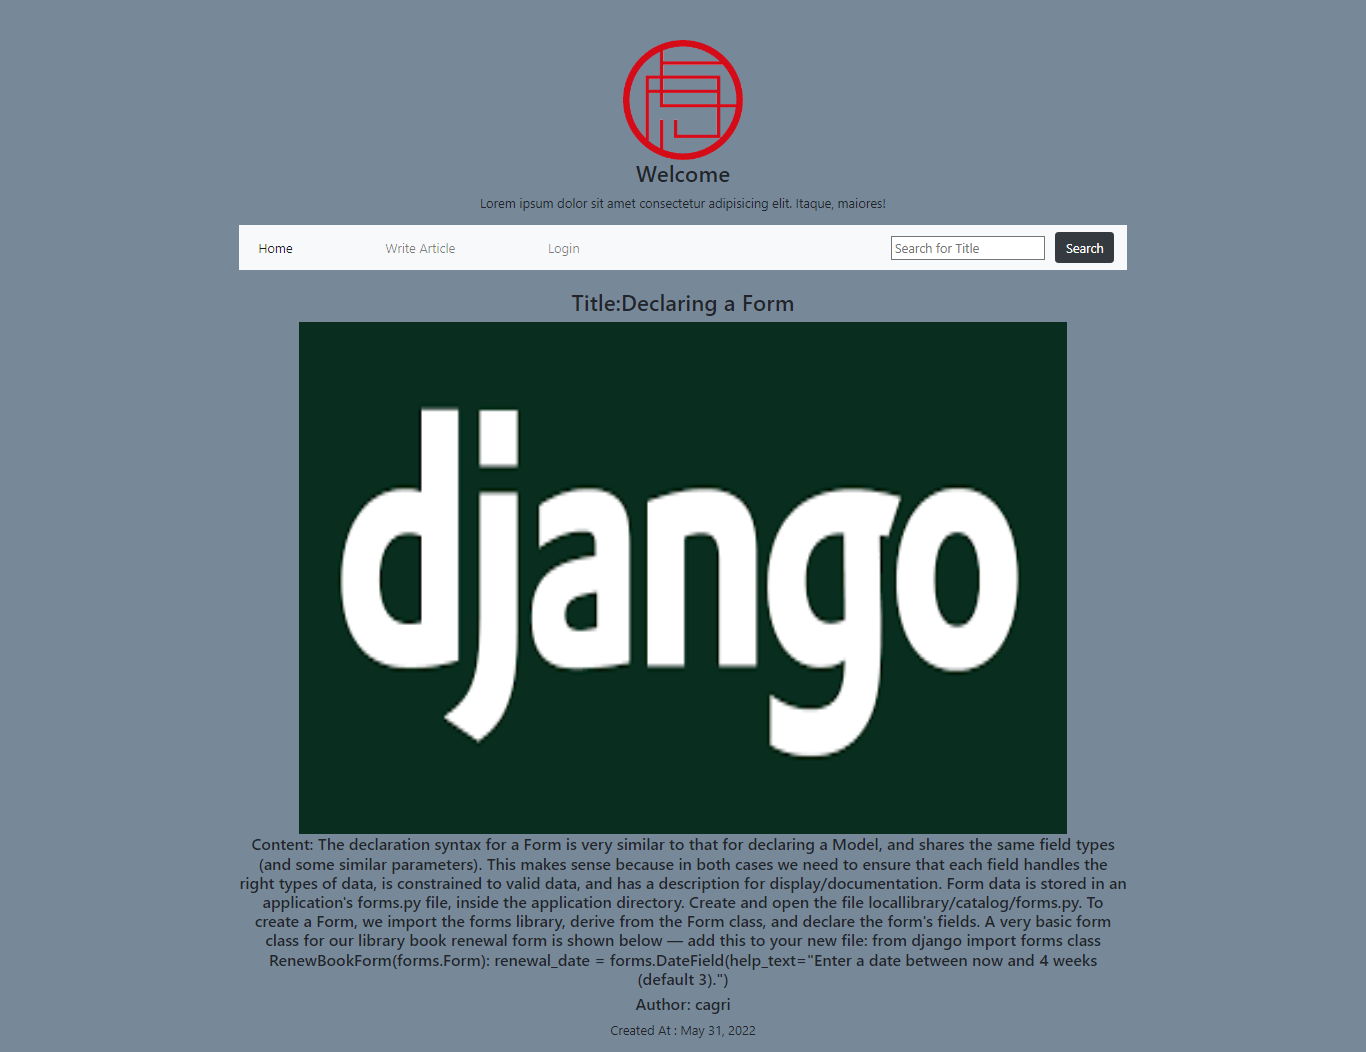 Welcome
Lorem ipsum dolor sit amet consectetur adipisicing elit. Itaque, maiores!
Home Write Article Login Search for Title Search
Title:Declaring a Form
django
Content: The declaration syntax for a Form is very similar to that for declaring a Model, and shares the same field types
(and some similar parameters). This makes sense because in both cases we need to ensure that each field handles the
right types of data, is constrained to valid data, and has a description for display/documentation. Form data is stored in an
application's forms.py file, inside the application directory. Create and open the file locallibrary/catalog/forms.py. To
create a Form, we import the forms library, derive from the Form class, and declare the form's fields. A very basic form
class for our library book renewal form is shown below — add this to your new file: from django import forms class
RenewBookForm(forms.Form): renewal_date = forms.DateField(help_text="Enter a date between now and 4 weeks
(default 3).")
Author: cagri
Created At : May 31, 2022